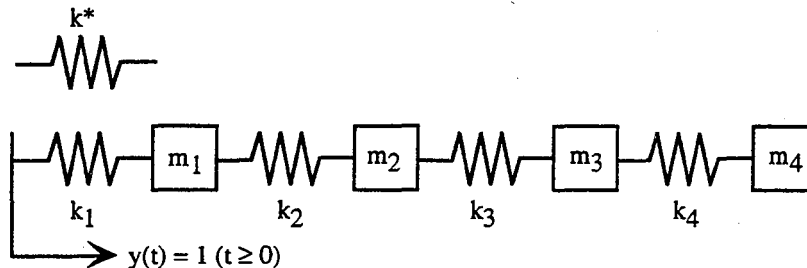 k*
m₁ m₂ m₃ m₄
k₁ k₂ k₃ k₄
y(t) = 1 (t ≥ 0)